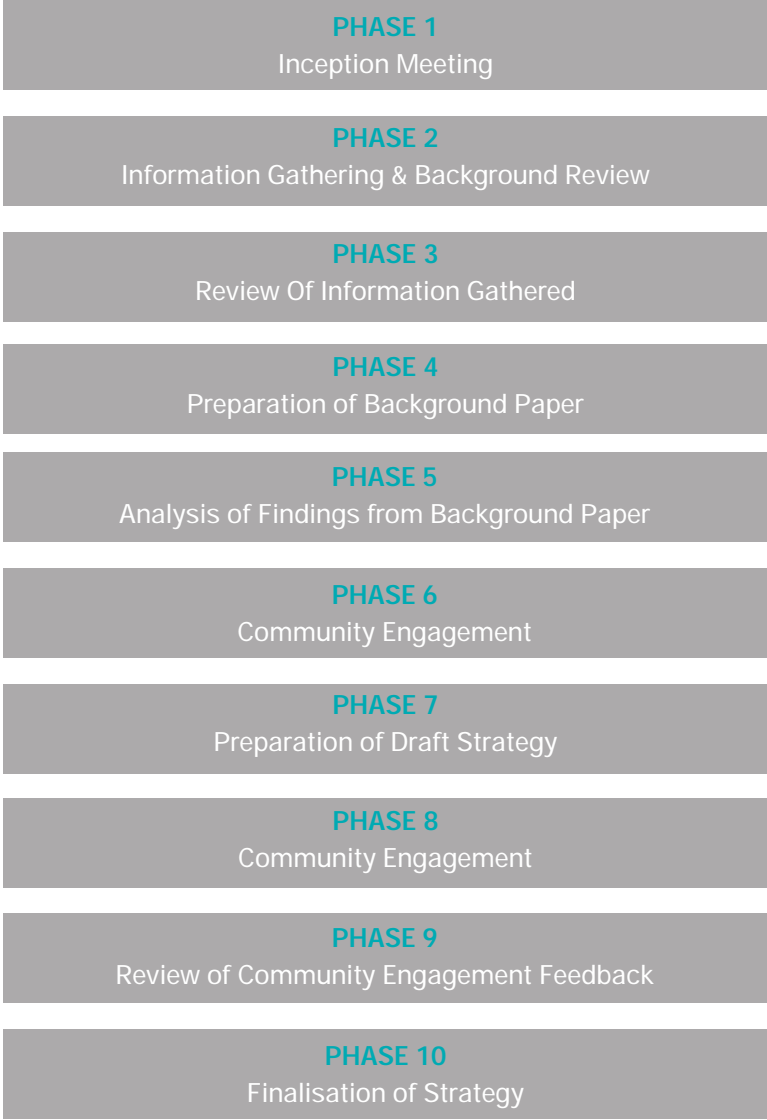 PHASE 1
Inception Meeting
PHASE 2
Information Gathering & Background Review
PHASE 3
Review Of Information Gathered
PHASE 4
Preparation of Background Paper
PHASE 5
Analysis of Findings from Background Paper
PHASE 6
Community Engagement
PHASE 7
Preparation of Draft Strategy
PHASE 8
Community Engagement
PHASE 9
Review of Community Engagement Feedback
PHASE 10
Finalisation of Strategy